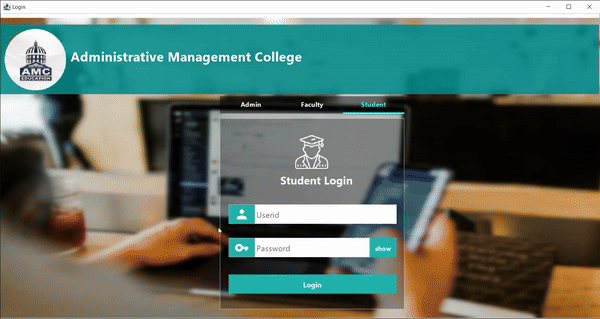 Login
Administrative Management College
AMC
EDUCATION
Admin Faculty Student
Student Login
Userid
Password show
Login